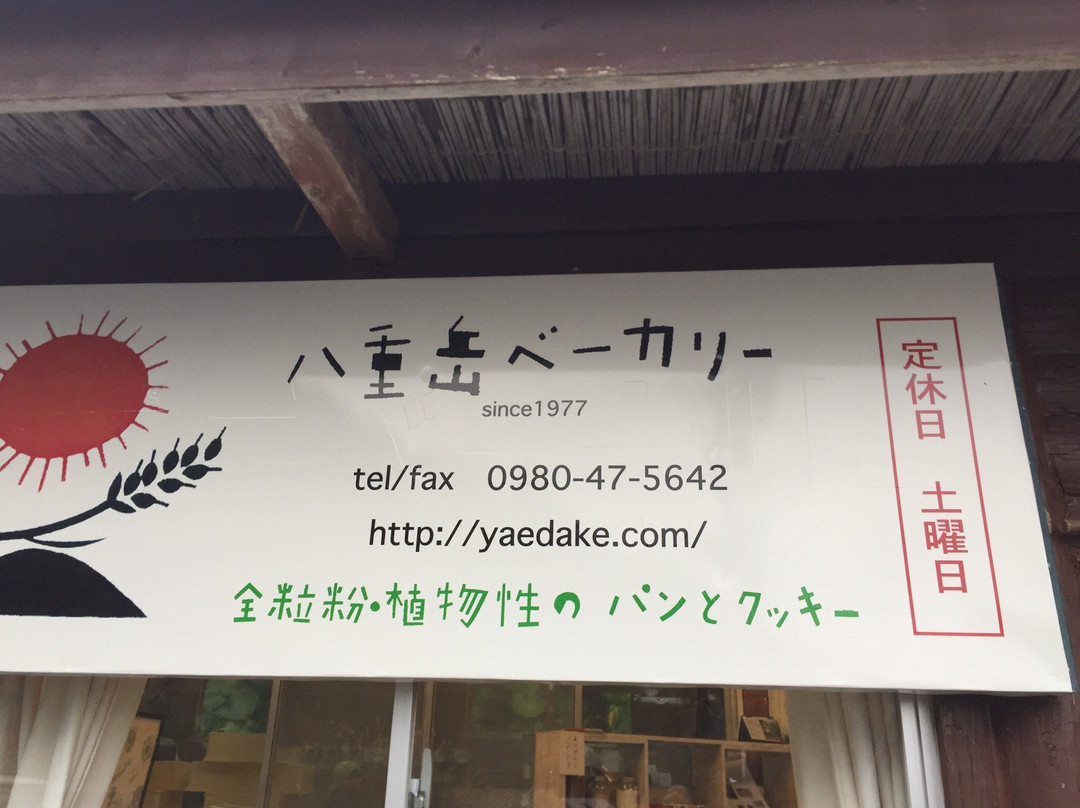 八重岳ベーカリー
since1977
tel/fax 0980-47-5642
http://yaedake.com/
全粒粉・植物性の パンとクッキー
定休日 土曜日